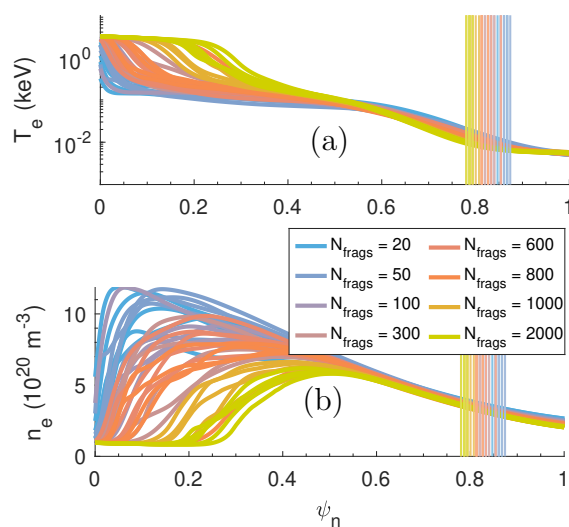 T_e (keV)
10^0
10^-2
(a)
0 0.2 0.4 0.6 0.8 1
N_frags = 20 N_frags = 600
N_frags = 50 N_frags = 800
N_frags = 100 N_frags = 1000
N_frags = 300 N_frags = 2000
n_e (10^20 m^-3)
10
5
0
(b)
0 0.2 0.4 0.6 0.8 1
ψ_n